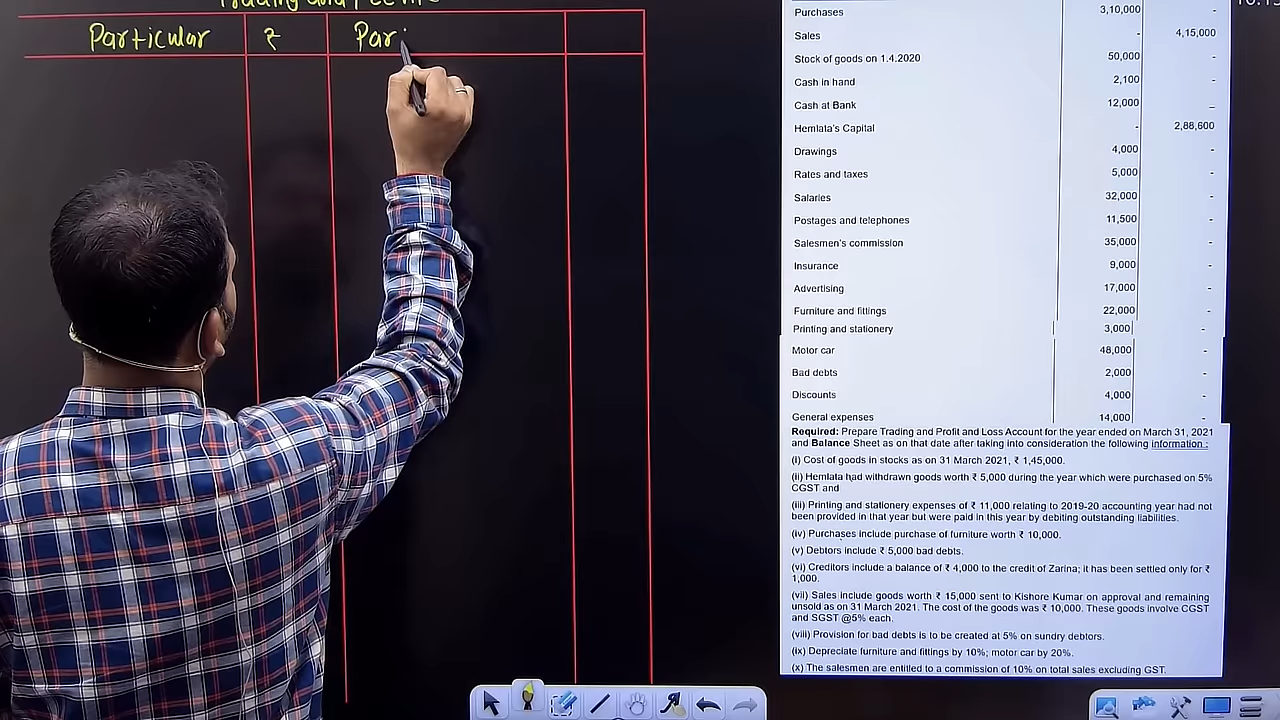 Particular ₹ Par
Purchases 3,10,000 -
Sales - 4,15,000
Stock of goods on 1.4.2020 50,000 -
Cash in hand 2,100 -
Cash at Bank 12,000 _
Hemlata's Capital - 2,88,600
Drawings 4,000 -
Rates and taxes 5,000 -
Salaries 32,000 -
Postages and telephones 11,500 -
Salesmen's commission 35,000 -
Insurance 9,000 -
Advertising 17,000 -
Furniture and fittings 22,000 -
Printing and stationery 3,000 -
Motor car 48,000 -
Bad debts 2,000 -
Discounts 4,000 -
General expenses 14,000 -
Required: Prepare Trading and Profit and Loss Account for the year ended on March 31, 2021
and Balance Sheet as on that date after taking into consideration the following information :
(i) Cost of goods in stocks as on 31 March 2021, ₹ 1,45,000.
(ii) Hemlata had withdrawn goods worth ₹ 5,000 during the year which were purchased on 5%
CGST and
(iii) Printing and stationery expenses of ₹ 11,000 relating to 2019-20 accounting year had not
been provided in that year but were paid in this year by debiting outstanding liabilities.
(iv) Purchases include purchase of furniture worth ₹ 10,000.
(v) Debtors include ₹ 5,000 bad debts.
(vi) Creditors include a balance of ₹ 4,000 to the credit of Zarina; it has been settled only for ₹
1,000.
(vii) Sales include goods worth ₹ 15,000 sent to Kishore Kumar on approval and remaining
unsold as on 31 March 2021. The cost of the goods was ₹ 10,000. These goods involve CGST
and SGST @5% each.
(viii) Provision for bad debts is to be created at 5% on sundry debtors.
(ix) Depreciate furniture and fittings by 10%; motor car by 20%.
(x) The salesmen are entitled to a commission of 10% on total sales excluding GST.